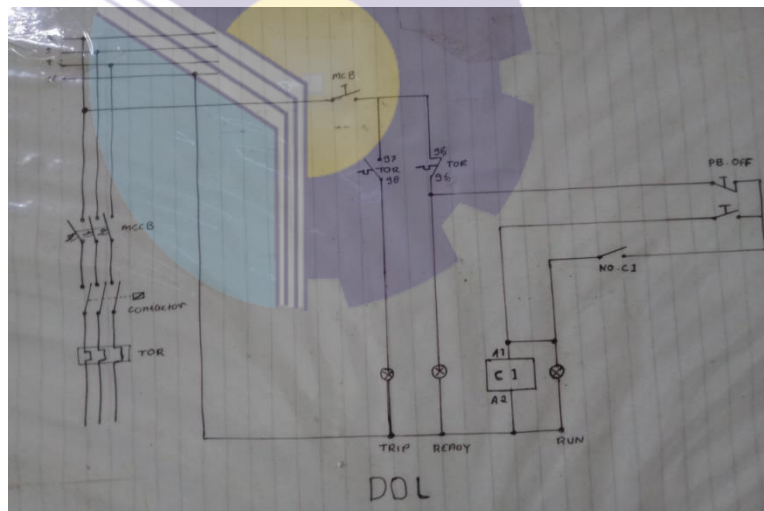 MCB
97
TOR
98
96
TOR
95
PB-OFF
MCCB
NO-C1
CONTACTOR
TOR
A1
C1
A2
TRIP
READY
RUN
DOL